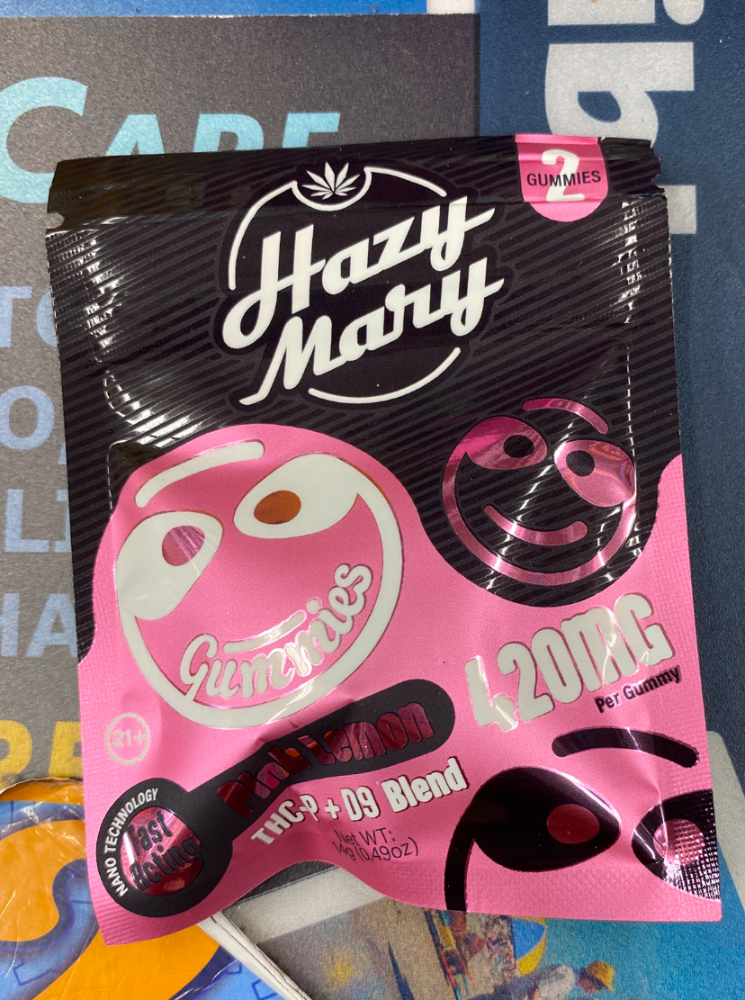 CARE
2
GUMMIES
Hazy
Mary
Gummies
420MG
Per Gummy
21+
Pink Lemon
THC-P + D9 Blend
NANO TECHNOLOGY
Fast
Acting
Net WT:
14g (0.49oz)